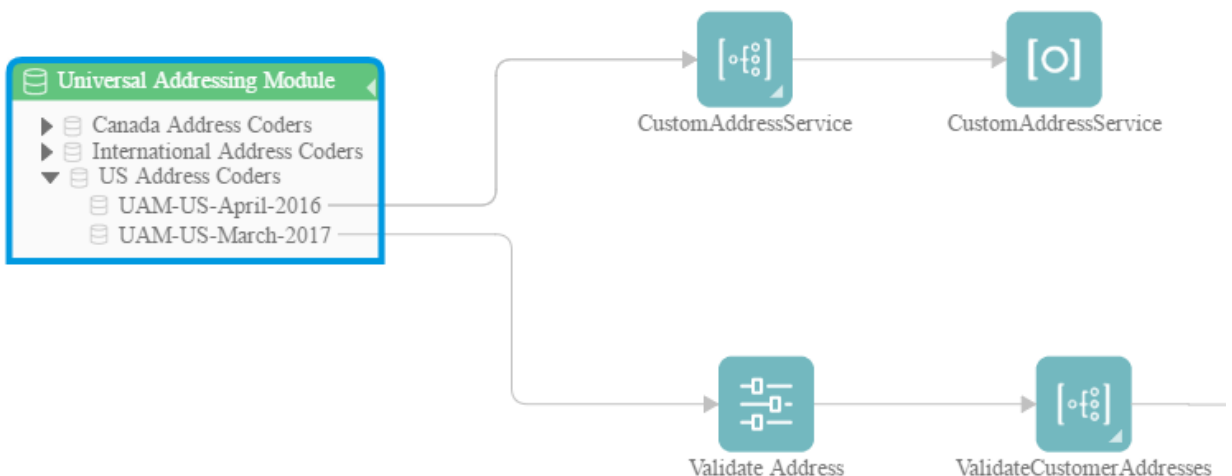 Universal Addressing Module
Canada Address Coders
International Address Coders
US Address Coders
UAM-US-April-2016
UAM-US-March-2017
CustomAddressService
CustomAddressService
Validate Address
ValidateCustomerAddresses